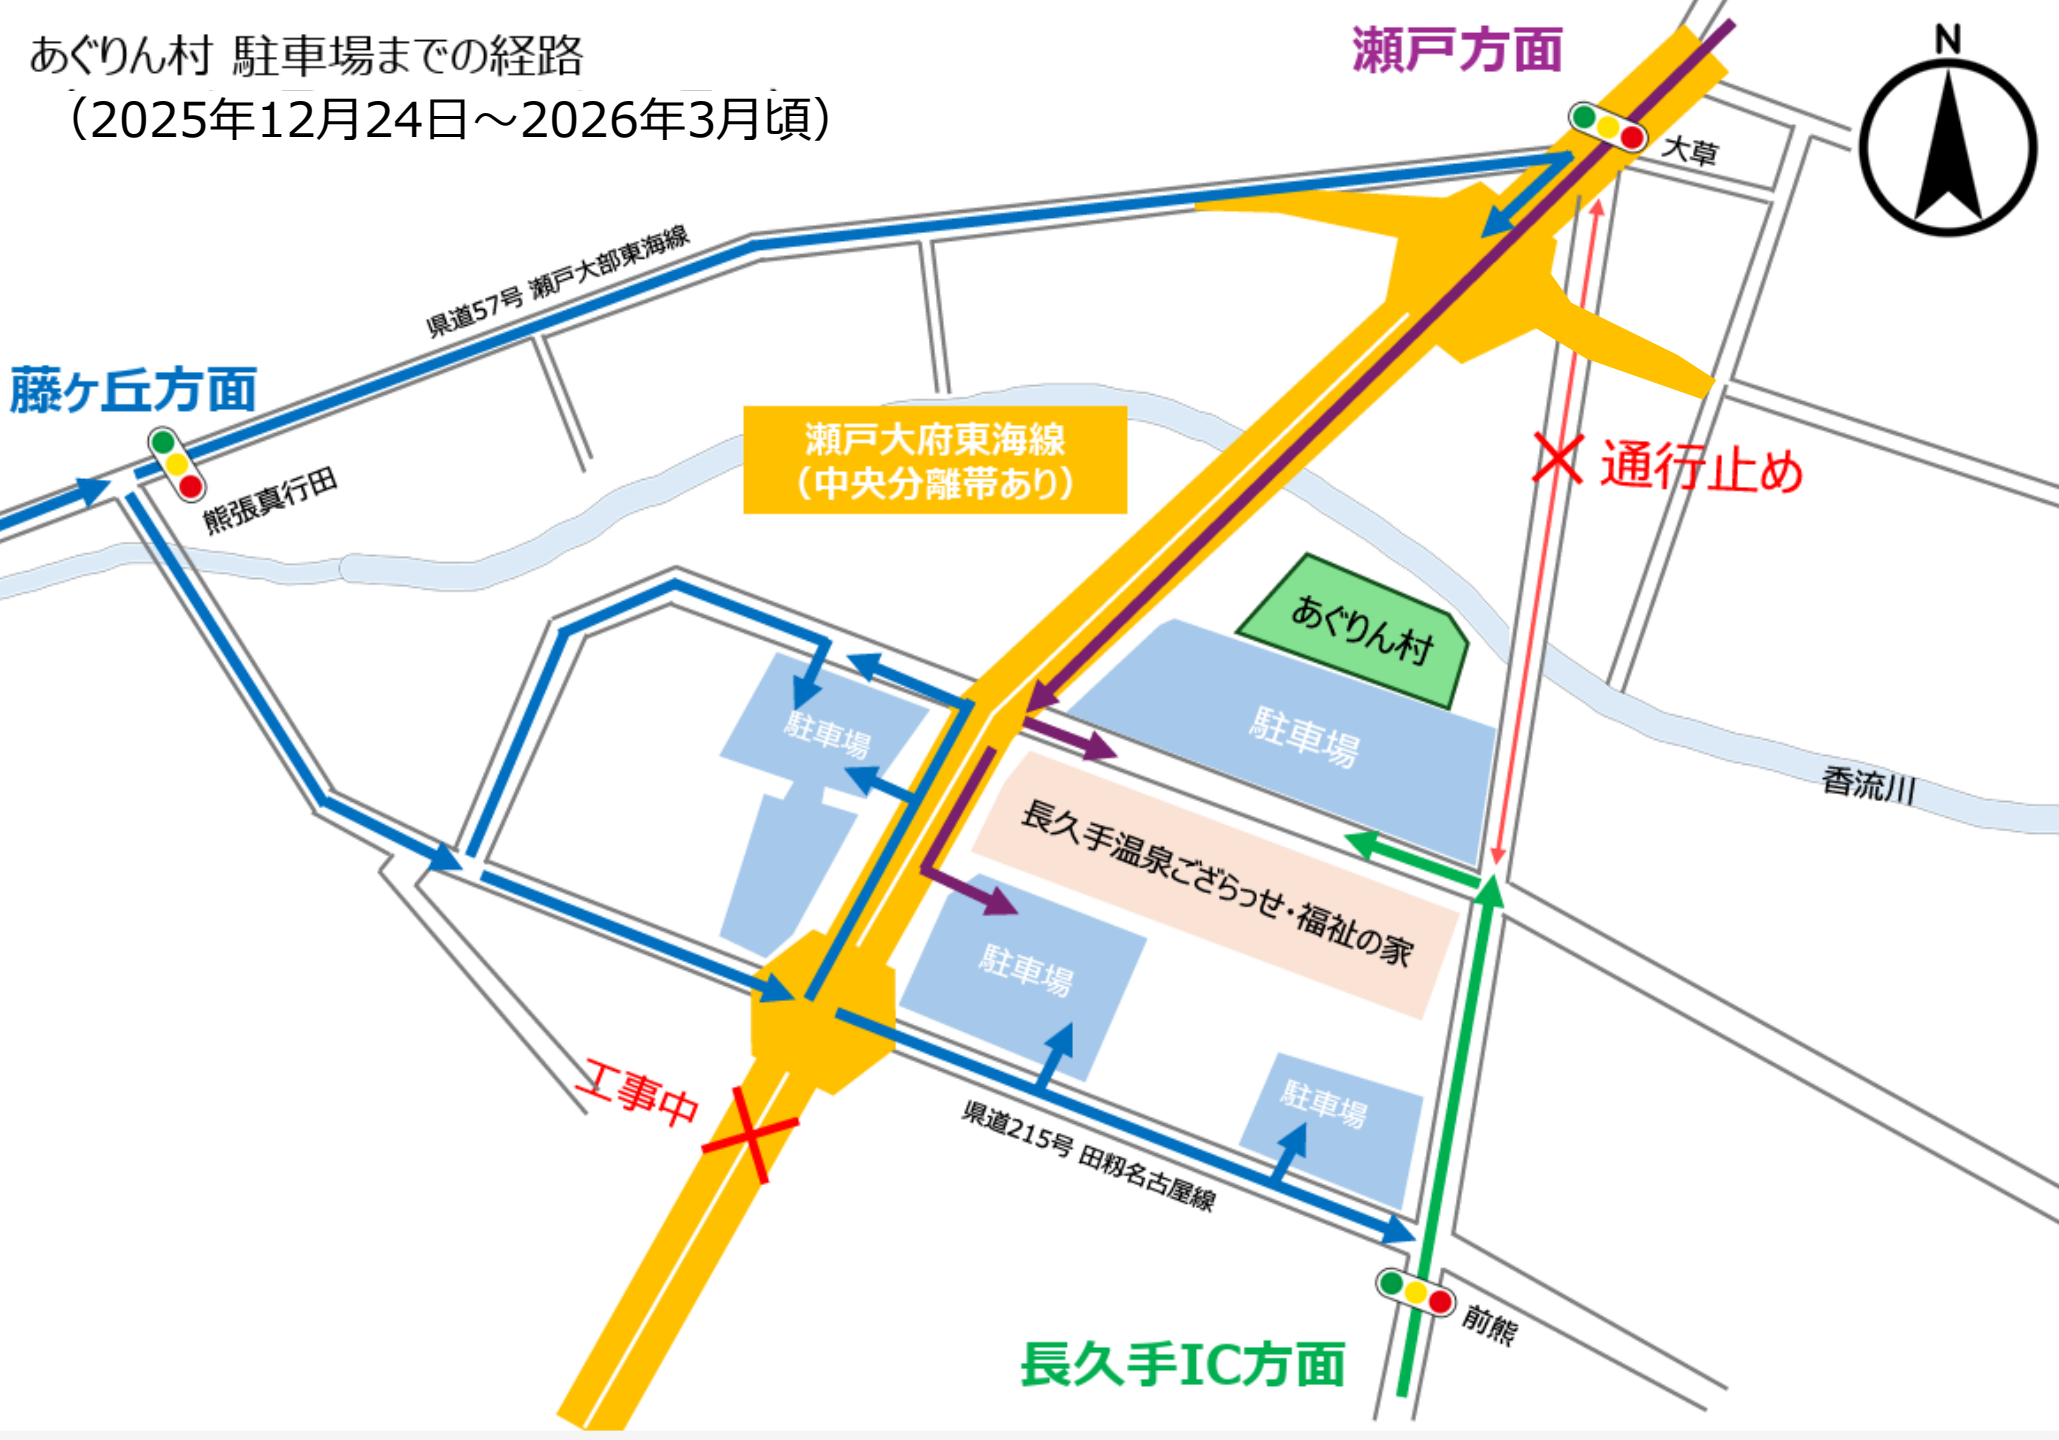 あぐりん村 駐車場までの経路
（2025年12月24日～2026年3月頃）
瀬戸方面
N
大草
県道57号 瀬戸大部東海線
藤ヶ丘方面
熊張真行田
瀬戸大府東海線
（中央分離帯あり）
通行止め
あぐりん村
駐車場
駐車場
香流川
長久手温泉ござらっせ・福祉の家
駐車場
駐車場
工事中
県道215号 田籾名古屋線
前熊
長久手IC方面